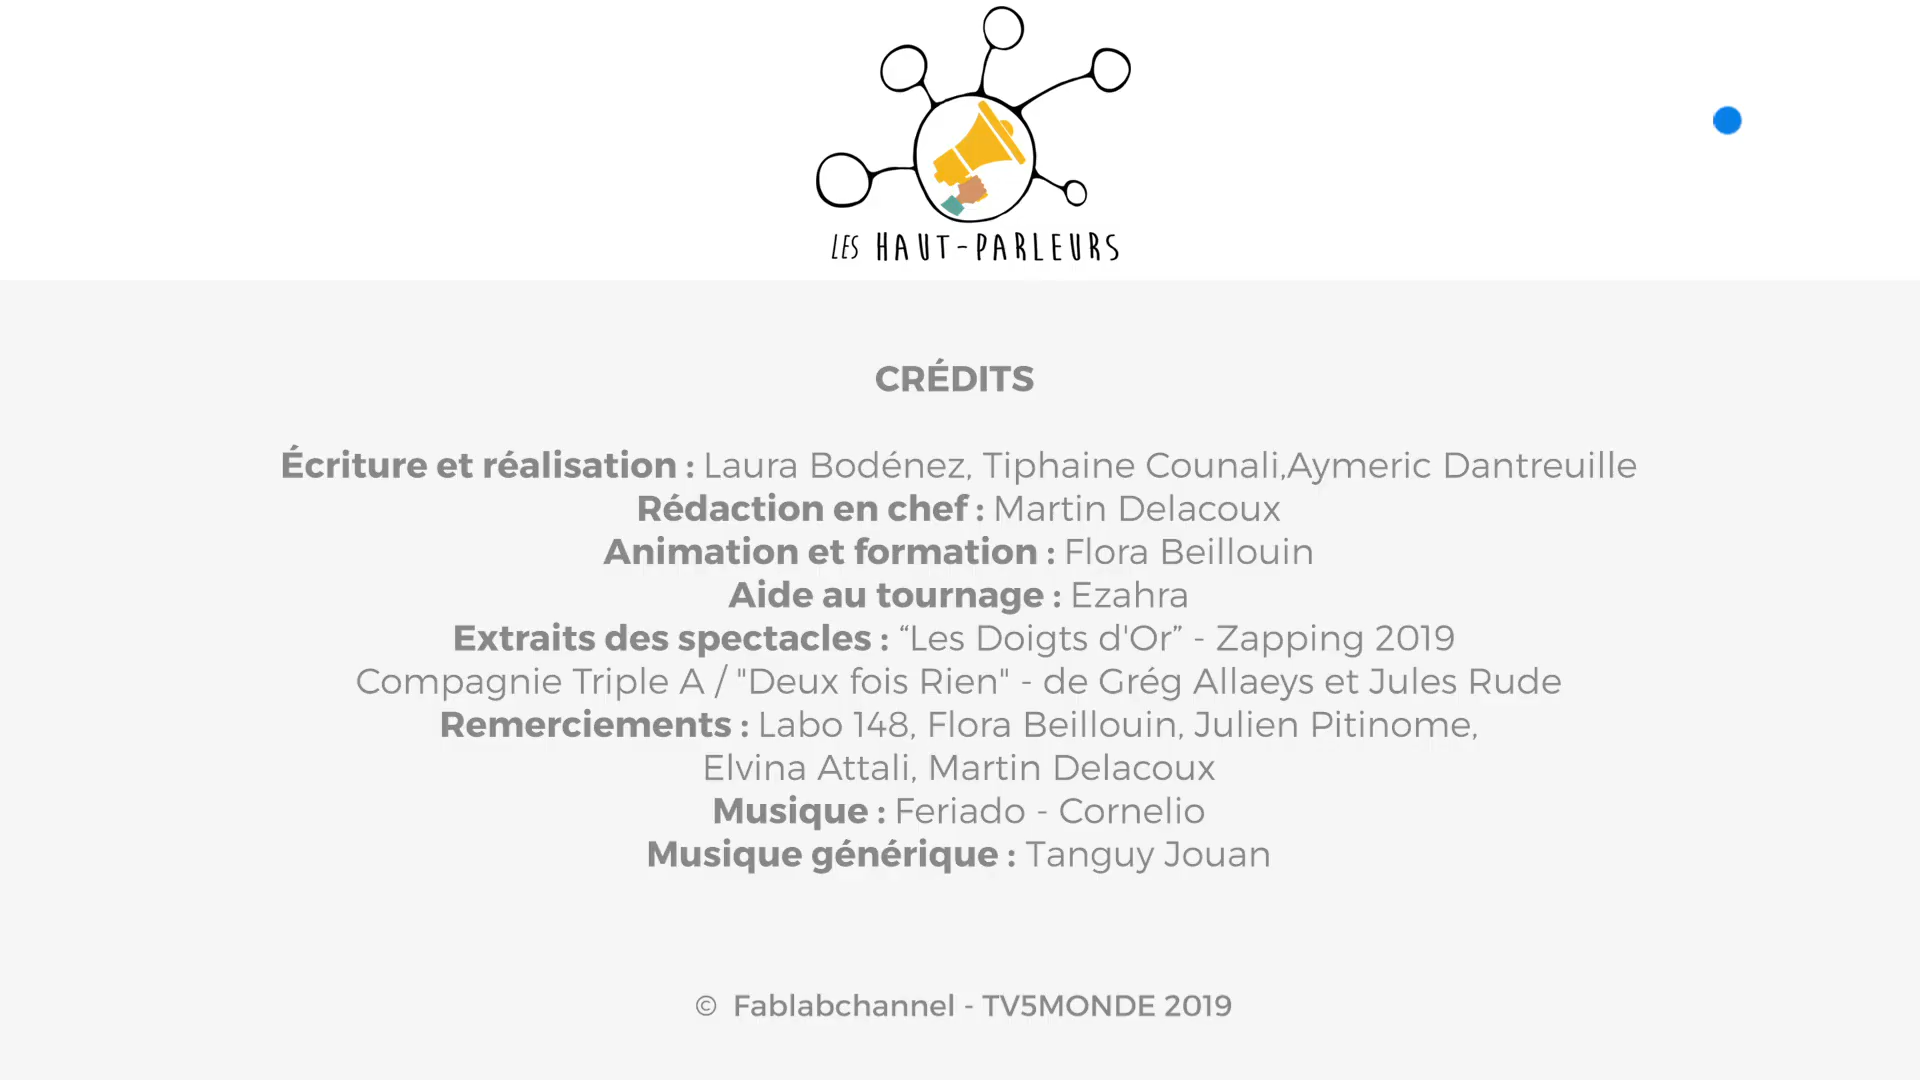 LES HAUT-PARLEURS
CRÉDITS
Écriture et réalisation : Laura Bodénez, Tiphaine Counali,Aymeric Dantreuille
Rédaction en chef : Martin Delacoux
Animation et formation : Flora Beillouin
Aide au tournage : Ezahra
Extraits des spectacles : “Les Doigts d'Or” - Zapping 2019
Compagnie Triple A / "Deux fois Rien" - de Grég Allaeys et Jules Rude
Remerciements : Labo 148, Flora Beillouin, Julien Pitinome,
Elvina Attali, Martin Delacoux
Musique : Feriado - Cornelio
Musique générique : Tanguy Jouan
© Fablabchannel - TV5MONDE 2019